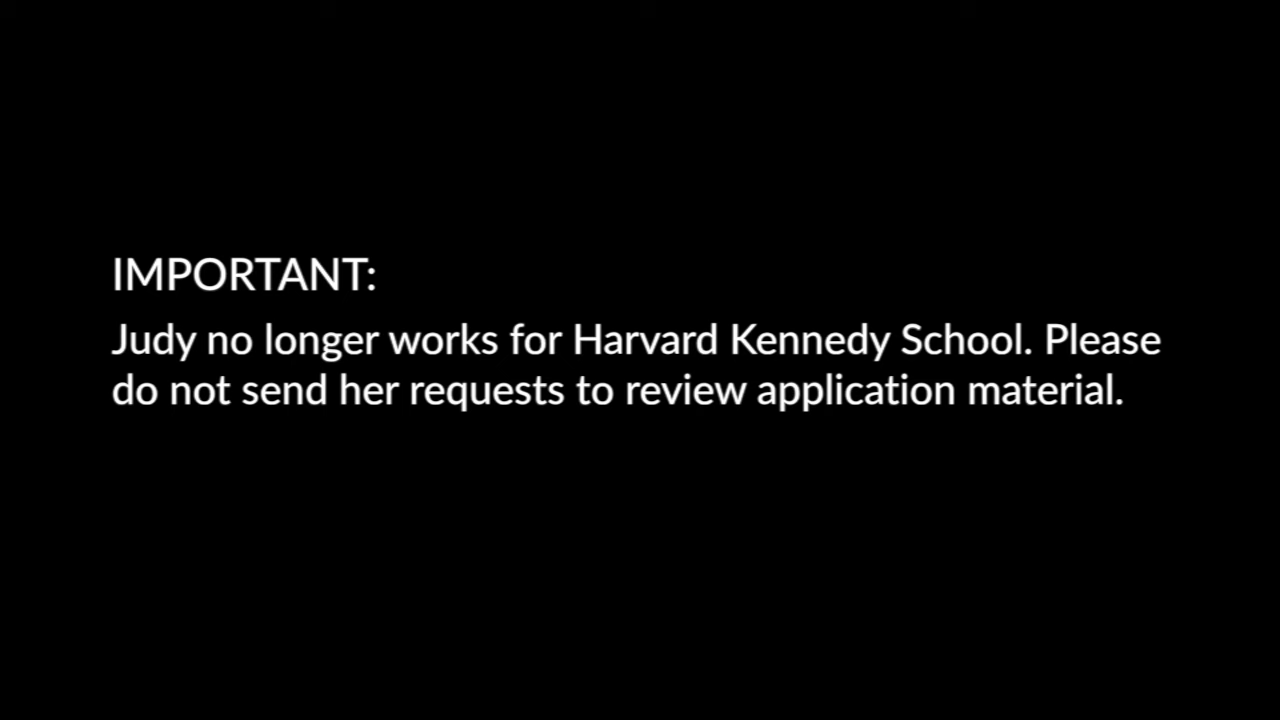 IMPORTANT:
Judy no longer works for Harvard Kennedy School. Please
do not send her requests to review application material.